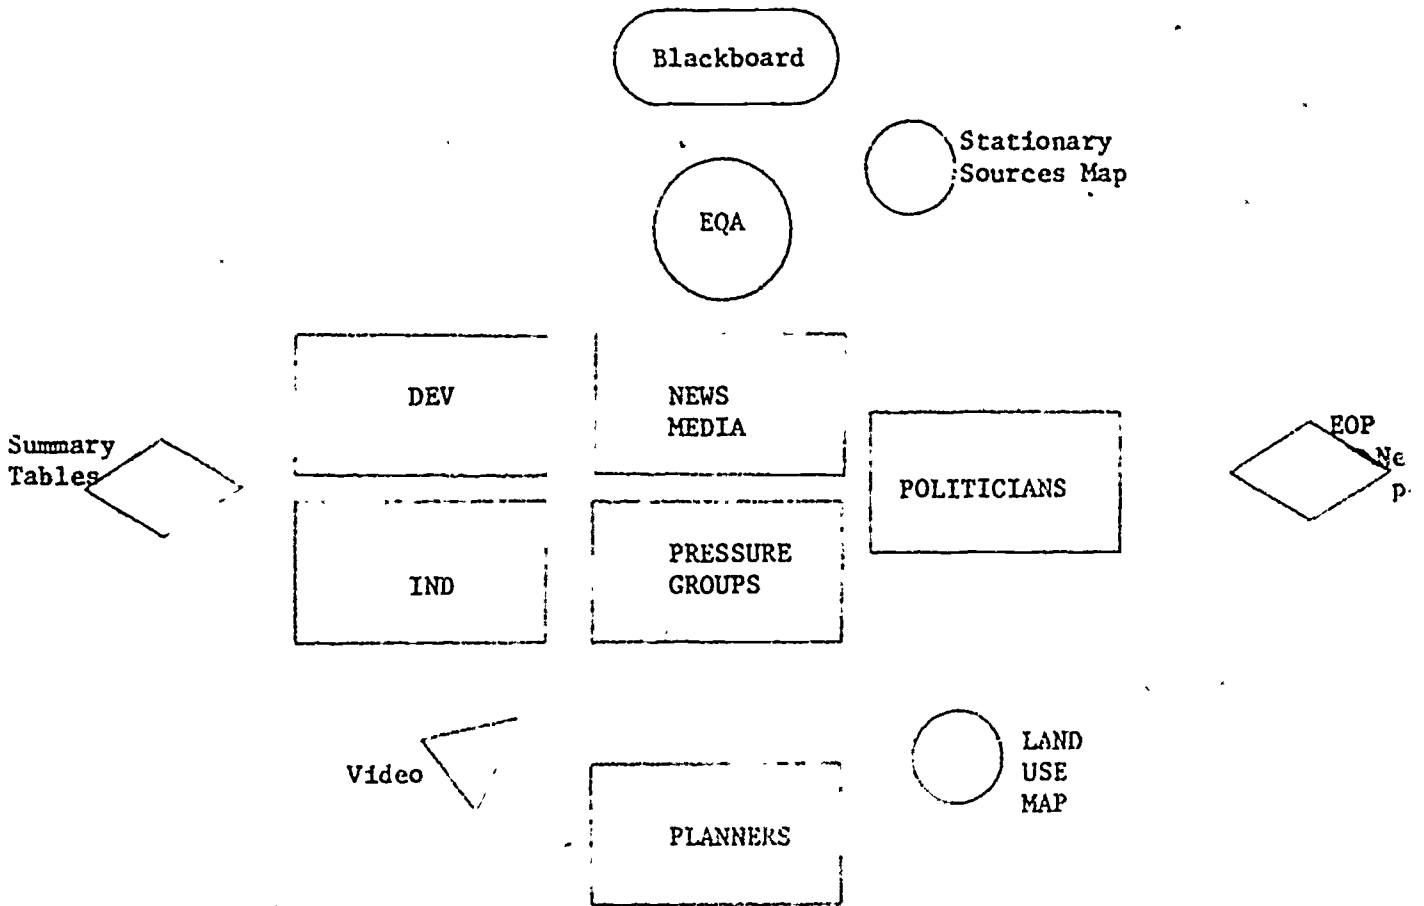 Blackboard
Stationary
Sources Map
EQA
DEV
NEWS
MEDIA
Summary
Tables
POLITICIANS
EOP
IND
PRESSURE
GROUPS
Video
LAND
USE
MAP
PLANNERS